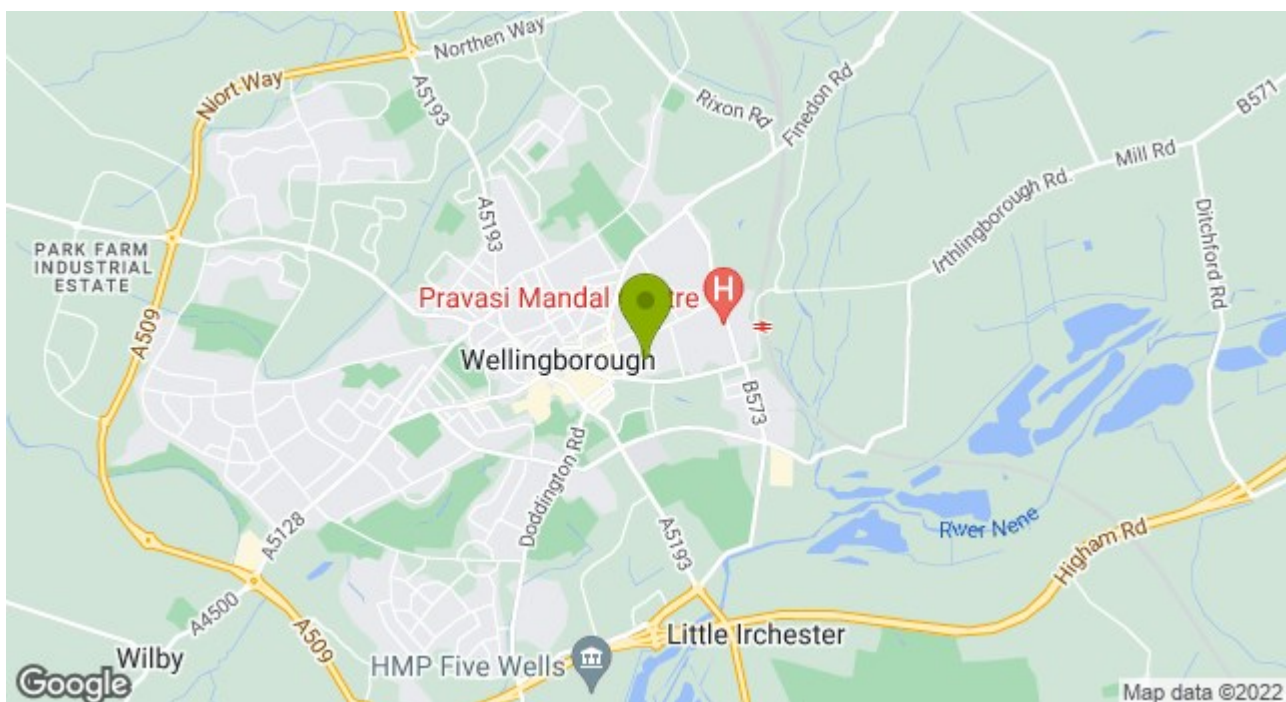 Northen Way
Niort Way
A5193
Rixon Rd
Finedon Rd
B571
Mill Rd
A5193
Irthlingborough Rd.
Ditchford Rd
PARK FARM
INDUSTRIAL
ESTATE
A509
Pravasi Mandal tre
H
Wellingborough
B573
Doddington Rd
A5128
A5193
River Nene
Higham Rd
A4500
A509
Wilby
Little Irchester
HMP Five Wells
Google
Map data ©2022